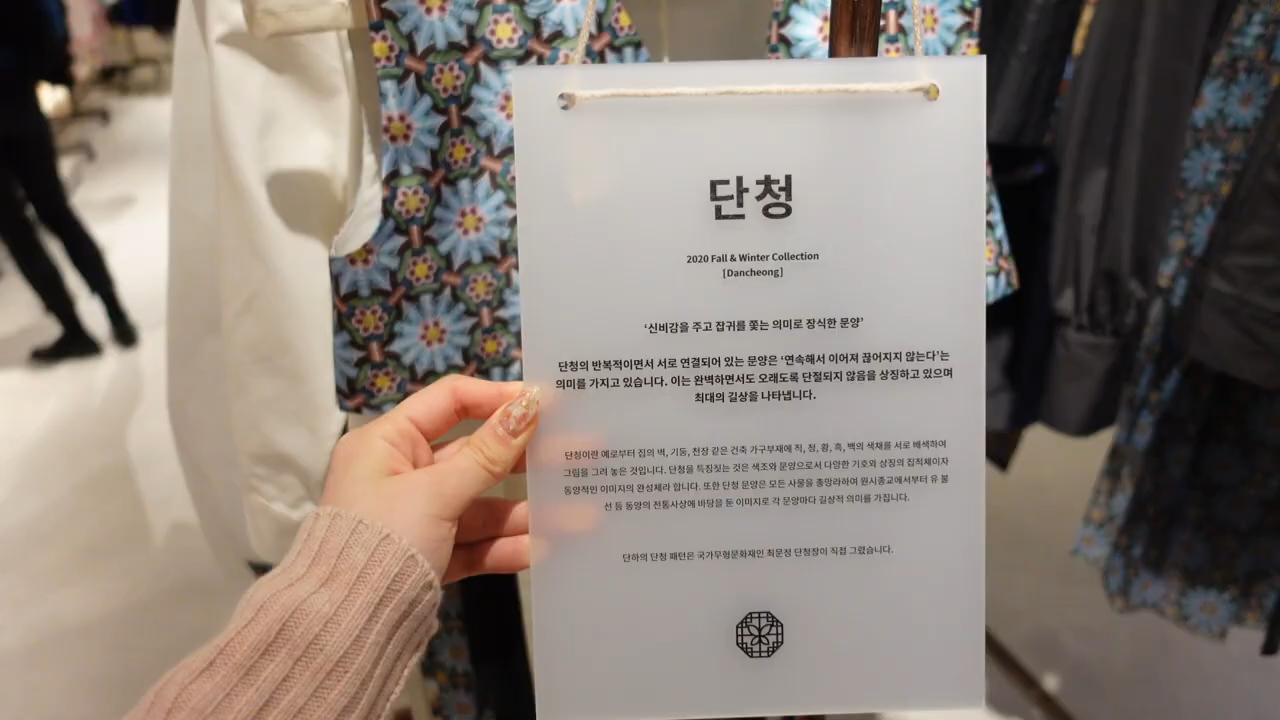 단청
2020 Fall & Winter Collection
[Dancheong]
‘신비감을 주고 잡귀를 쫓는 의미로 장식한 문양’
단청의 반복적이면서 서로 연결되어 있는 문양은 ‘연속해서 이어져 끊어지지 않는다’는
의미를 가지고 있습니다. 이는 완벽하면서도 오래도록 단절되지 않음을 상징하고 있으며
최대의 길상을 나타냅니다.
단청이란 예로부터 집의 벽, 기둥, 천장 같은 건축 가구부재에 적, 청, 황, 흑, 백의 색채를 서로 배색하여
그림을 그려 놓은 것입니다. 단청을 특징짓는 것은 색조와 문양으로서 다양한 기호와 상징의 집적체이자
동양적인 이미지의 완성체라 합니다. 또한 단청 문양은 모든 사물을 총망라하여 원시종교에서부터 유 불
선 등 동양의 전통사상에 바탕을 둔 이미지로 각 문양마다 길상적 의미를 가집니다.
단하의 단청 패턴은 국가무형문화재인 최문정 단청장이 직접 그렸습니다.